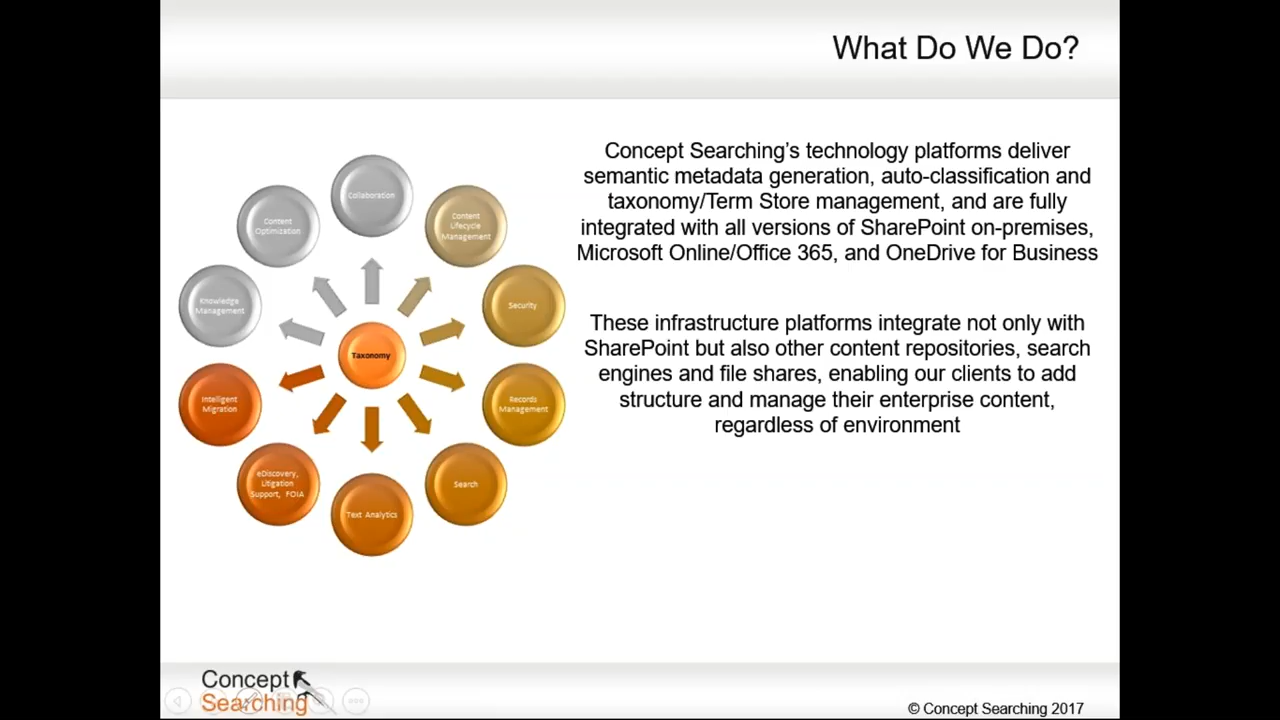 What Do We Do?
Collaboration
Content
Lifecycle
Management
Security
Records
Management
Search
Text Analytics
eDiscovery,
Litigation
Support, FOIA
Intelligent
Migration
Knowledge
Management
Content
Optimization
Taxonomy
Concept Searching’s technology platforms deliver
semantic metadata generation, auto-classification and
taxonomy/Term Store management, and are fully
integrated with all versions of SharePoint on-premises,
Microsoft Online/Office 365, and OneDrive for Business
These infrastructure platforms integrate not only with
SharePoint but also other content repositories, search
engines and file shares, enabling our clients to add
structure and manage their enterprise content,
regardless of environment
Concept
Searching
© Concept Searching 2017